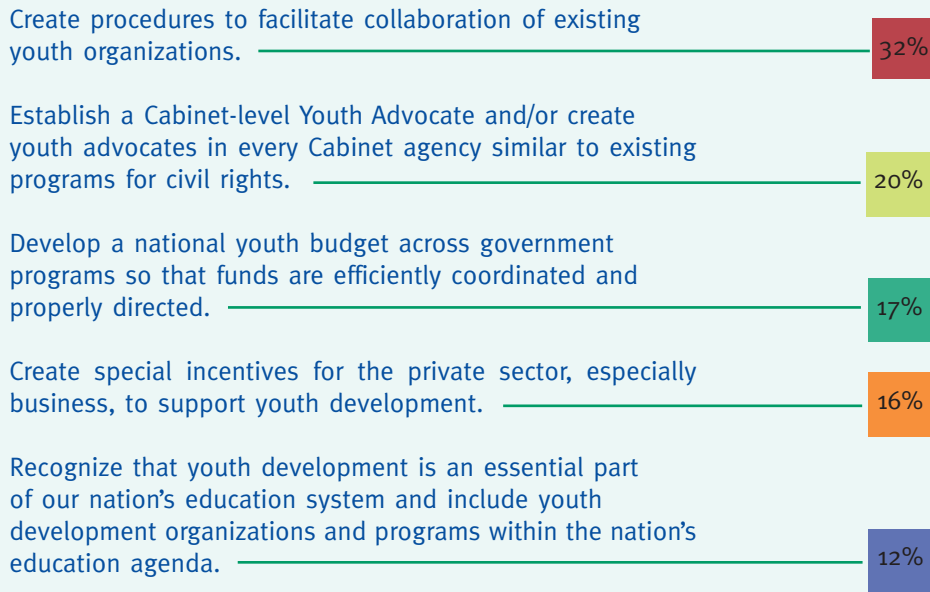 Create procedures to facilitate collaboration of existing
youth organizations.
32%
Establish a Cabinet-level Youth Advocate and/or create
youth advocates in every Cabinet agency similar to existing
programs for civil rights.
20%
Develop a national youth budget across government
programs so that funds are efficiently coordinated and
properly directed.
17%
Create special incentives for the private sector, especially
business, to support youth development.
16%
Recognize that youth development is an essential part
of our nation’s education system and include youth
development organizations and programs within the nation’s
education agenda.
12%